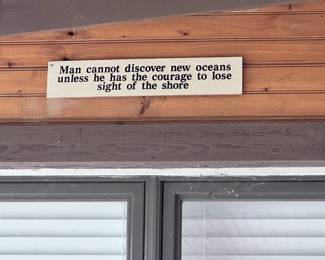 Man cannot discover new oceans
unless he has the courage to lose
sight of the shore